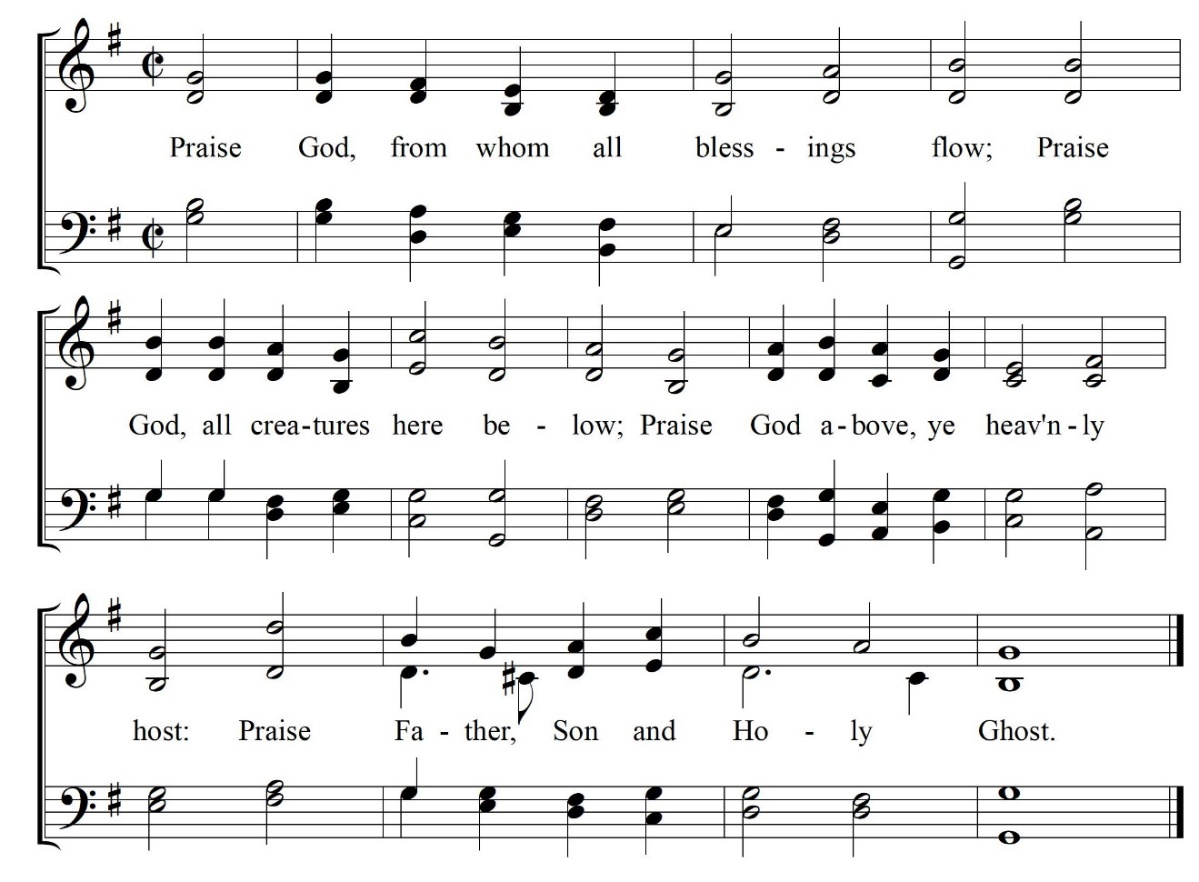 Praise God, from whom all bless - ings flow; Praise
God, all crea - tures here be - low; Praise God a - bove, ye heav'n - ly
host: Praise Fa - ther, Son and Ho - ly Ghost.